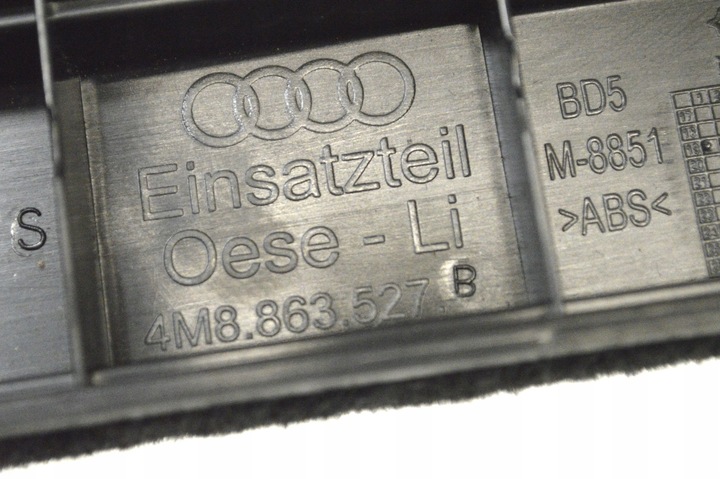 S
Einsatzteil
Oese - Li
4M8.863.527.B
BD5
M-8851
>ABS<